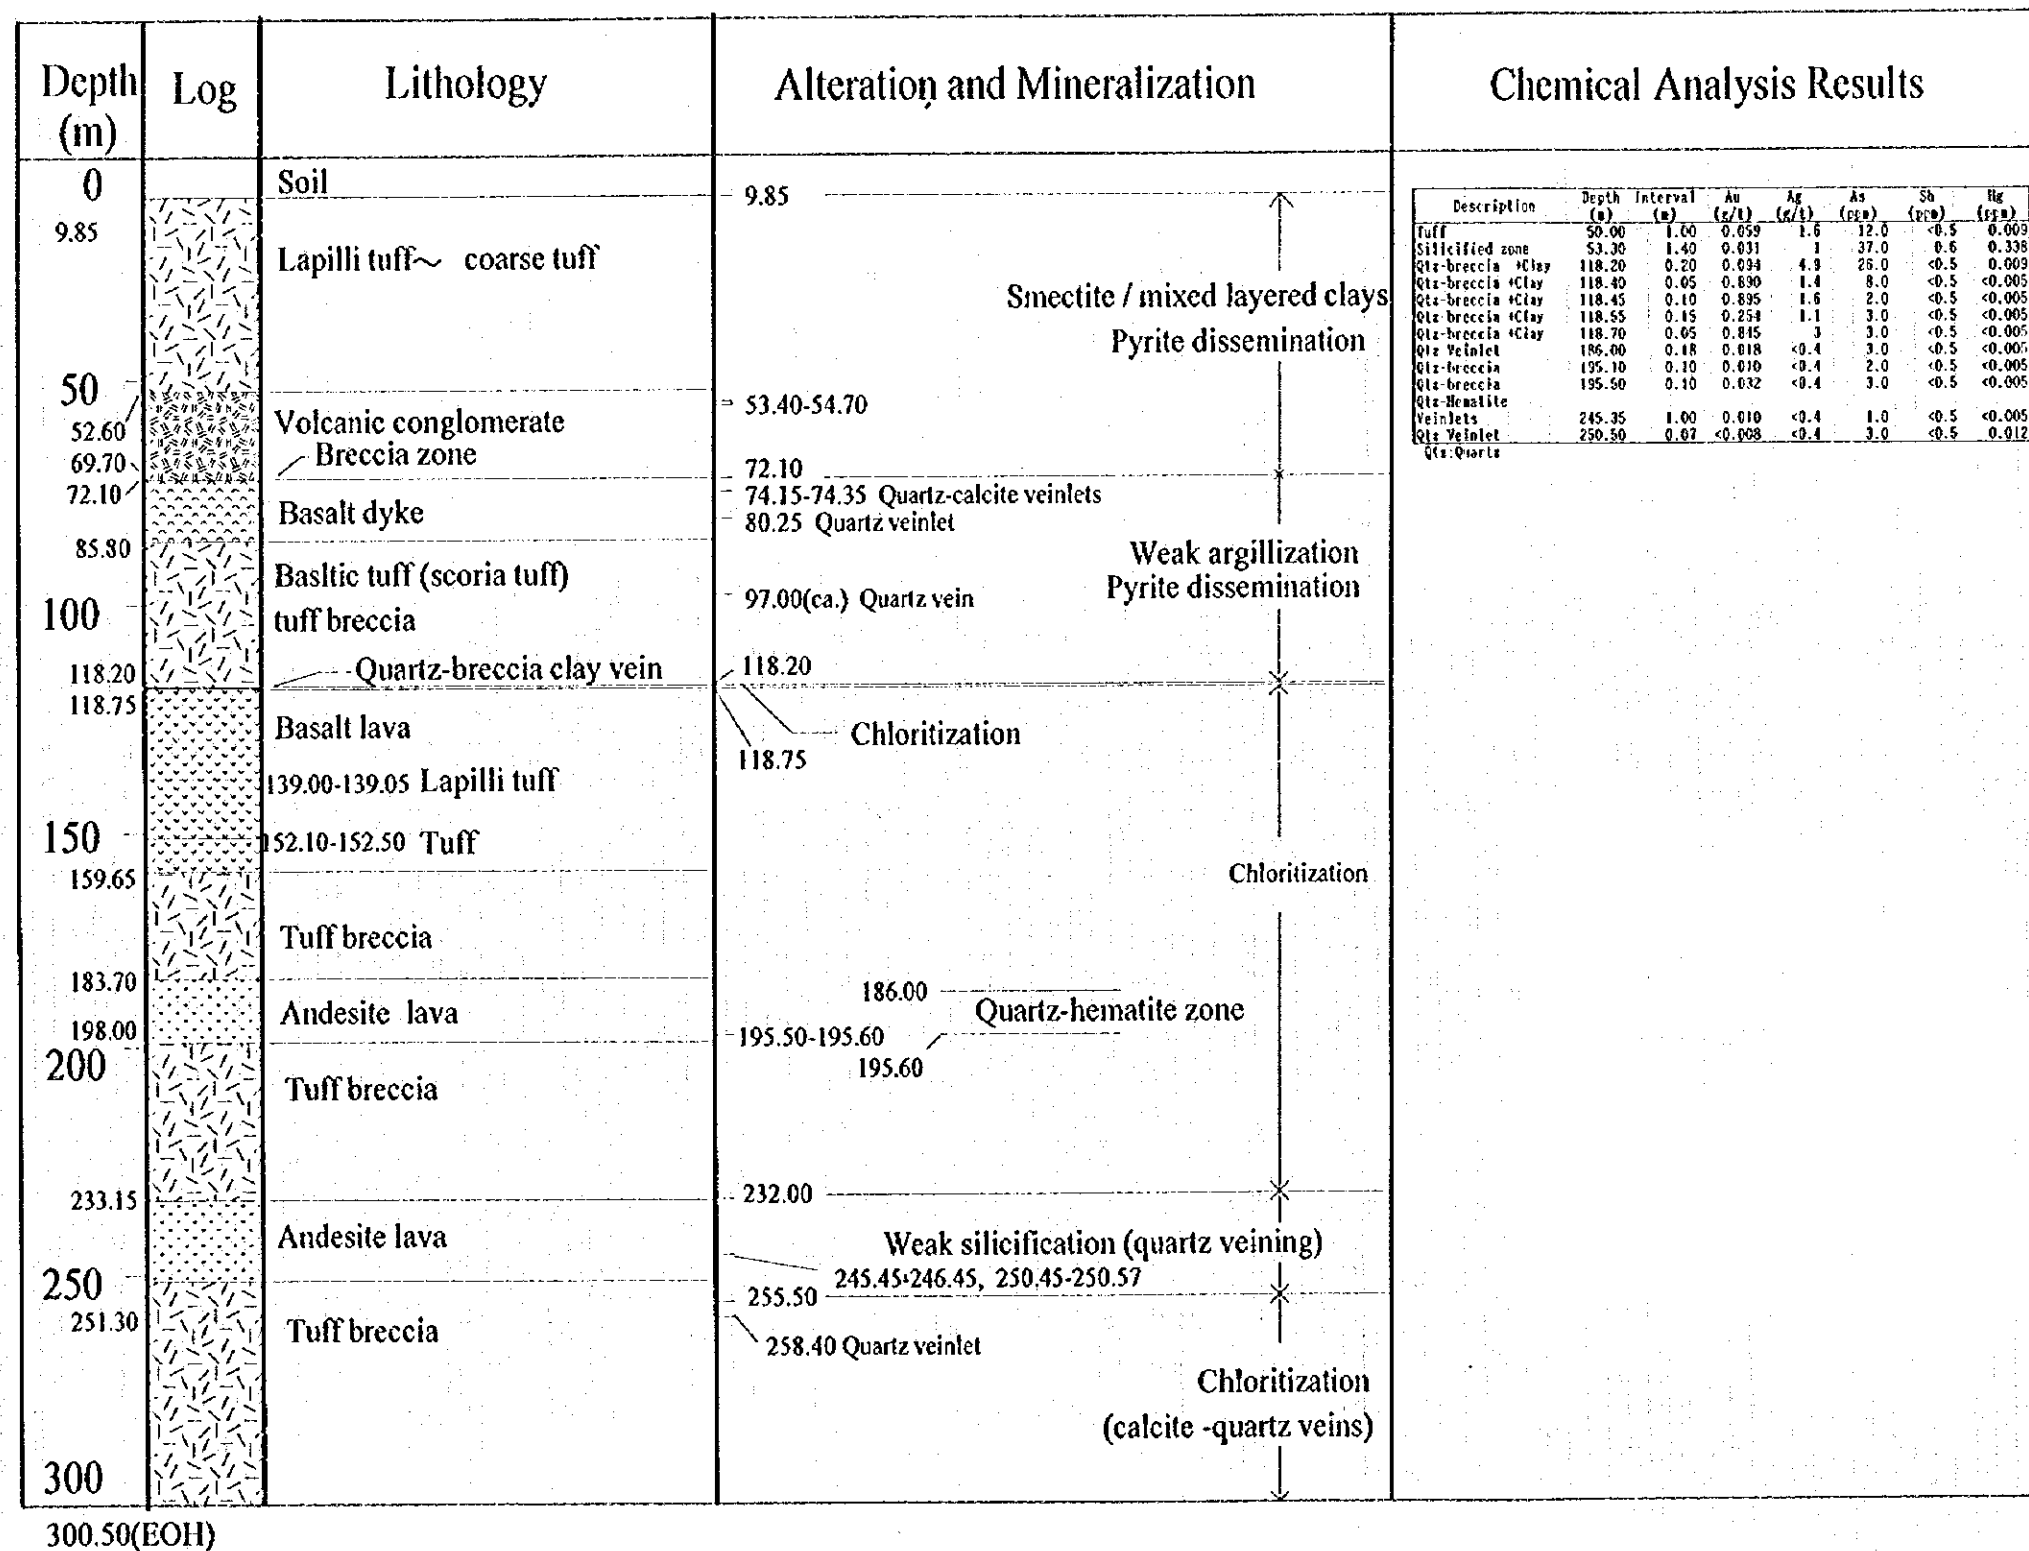 Depth (m)
Log
Lithology
Alteration and Mineralization
Chemical Analysis Results
0
9.85
50
52.60
69.70
72.10
85.80
100
118.20
118.75
150
159.65
183.70
198.00
200
233.15
250
251.30
300
300.50(EOH)
Soil
Lapilli tuff~ coarse tuff
Volcanic conglomerate
Breccia zone
Basalt dyke
Basltic tuff (scoria tuff)
tuff breccia
Quartz-breccia clay vein
Basalt lava
139.00-139.05 Lapilli tuff
152.10-152.50 Tuff
Tuff breccia
Andesite lava
Tuff breccia
Andesite lava
Tuff breccia
9.85
Smectite / mixed layered clays
Pyrite dissemination
53.40-54.70
72.10
74.15-74.35 Quartz-calcite veinlets
80.25 Quartz veinlet
Weak argillization
Pyrite dissemination
97.00(ca.) Quartz vein
118.20
Chloritization
118.75
Chloritization
186.00
Quartz-hematite zone
195.50-195.60
195.60
232.00
Weak silicification (quartz veining)
245.45-246.45, 250.45-250.57
255.50
258.40 Quartz veinlet
Chloritization
(calcite -quartz veins)
Description Depth (m) Interval (m) Au (g/t) Ag (g/t) As (ppm) Sb (ppm) Hg (ppm)
Tuff 50.00 1.00 0.059 1.6 12.0 <0.5 0.009
Silicified zone 53.30 1.40 0.031 1 37.0 0.6 0.338
Qtz-breccia +Clay 118.20 0.20 0.094 4.9 26.0 <0.5 0.009
Qtz-breccia +Clay 118.40 0.05 0.890 1.4 8.0 <0.5 <0.005
Qtz-breccia +Clay 118.45 0.10 0.895 1.6 2.0 <0.5 <0.005
Qtz-breccia +Clay 118.55 0.15 0.254 1.1 3.0 <0.5 <0.005
Qtz-breccia +Clay 118.70 0.05 0.845 3 3.0 <0.5 <0.005
Qtz Veinlet 186.00 0.18 0.018 <0.4 3.0 <0.5 <0.005
Qtz-breccia 195.10 0.10 0.010 <0.4 2.0 <0.5 <0.005
Qtz-breccia 195.50 0.10 0.032 <0.4 3.0 <0.5 <0.005
Qtz-Hematite
Veinlets 245.35 1.00 0.010 <0.4 1.0 <0.5 <0.005
Qtz Veinlet 250.50 0.07 <0.008 <0.4 3.0 <0.5 0.012
Qtz:Quartz